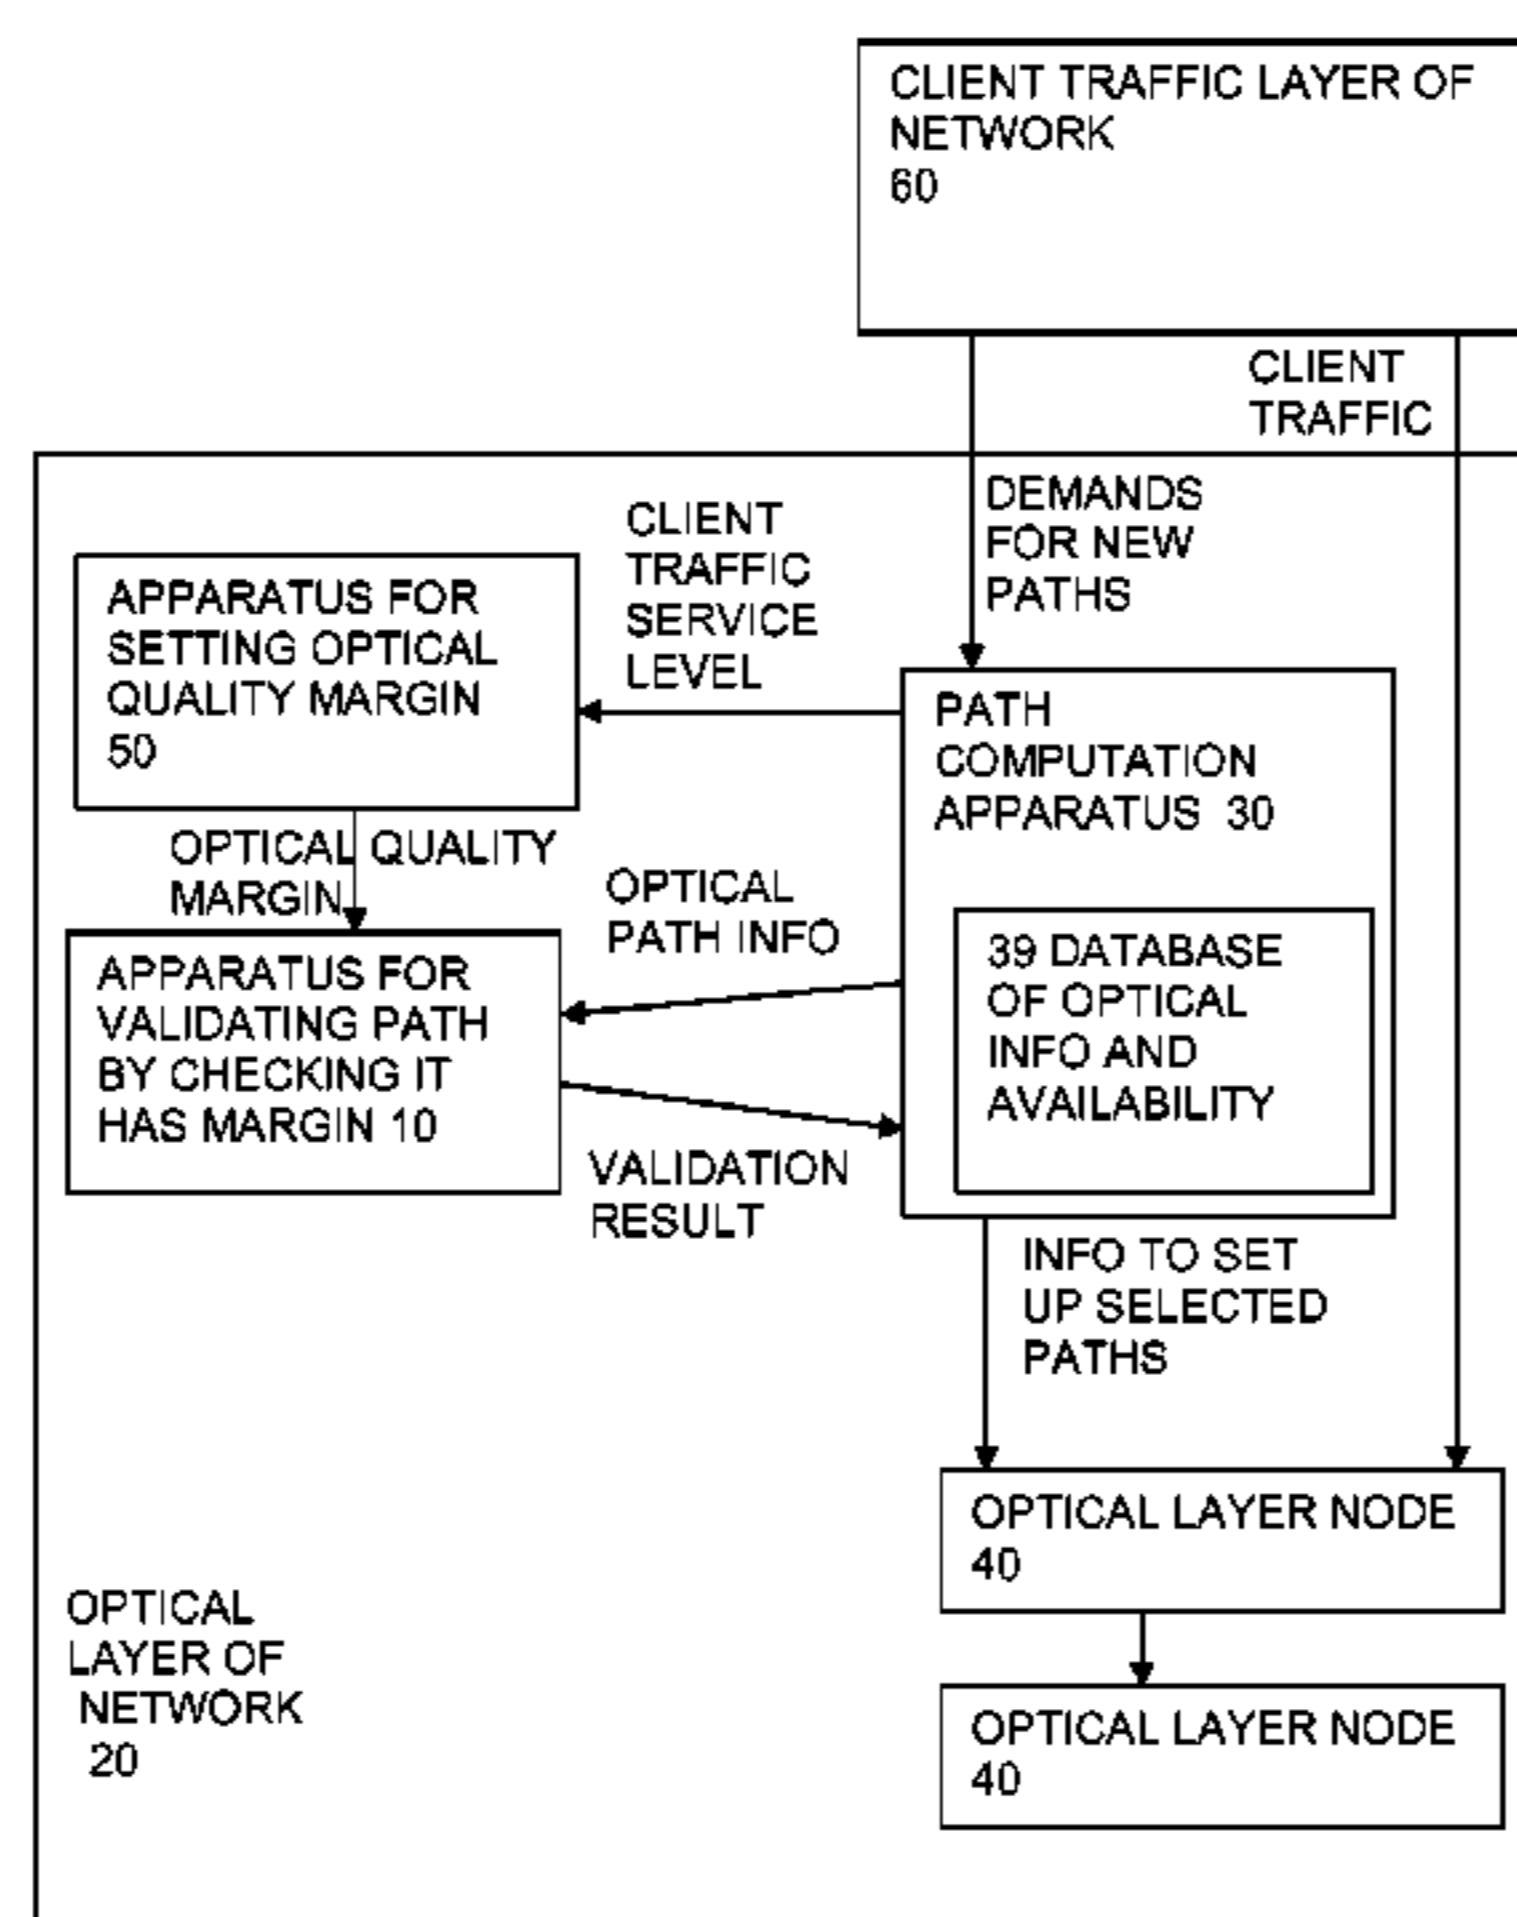 CLIENT TRAFFIC LAYER OF
NETWORK
60
CLIENT
TRAFFIC
DEMANDS
FOR NEW
PATHS
CLIENT
TRAFFIC
SERVICE
LEVEL
APPARATUS FOR
SETTING OPTICAL
QUALITY MARGIN
50
PATH
COMPUTATION
APPARATUS 30
OPTICAL QUALITY
MARGIN
OPTICAL
PATH INFO
39 DATABASE
OF OPTICAL
INFO AND
AVAILABILITY
APPARATUS FOR
VALIDATING PATH
BY CHECKING IT
HAS MARGIN 10
VALIDATION
RESULT
INFO TO SET
UP SELECTED
PATHS
OPTICAL LAYER NODE
40
OPTICAL
LAYER OF
NETWORK
20
OPTICAL LAYER NODE
40